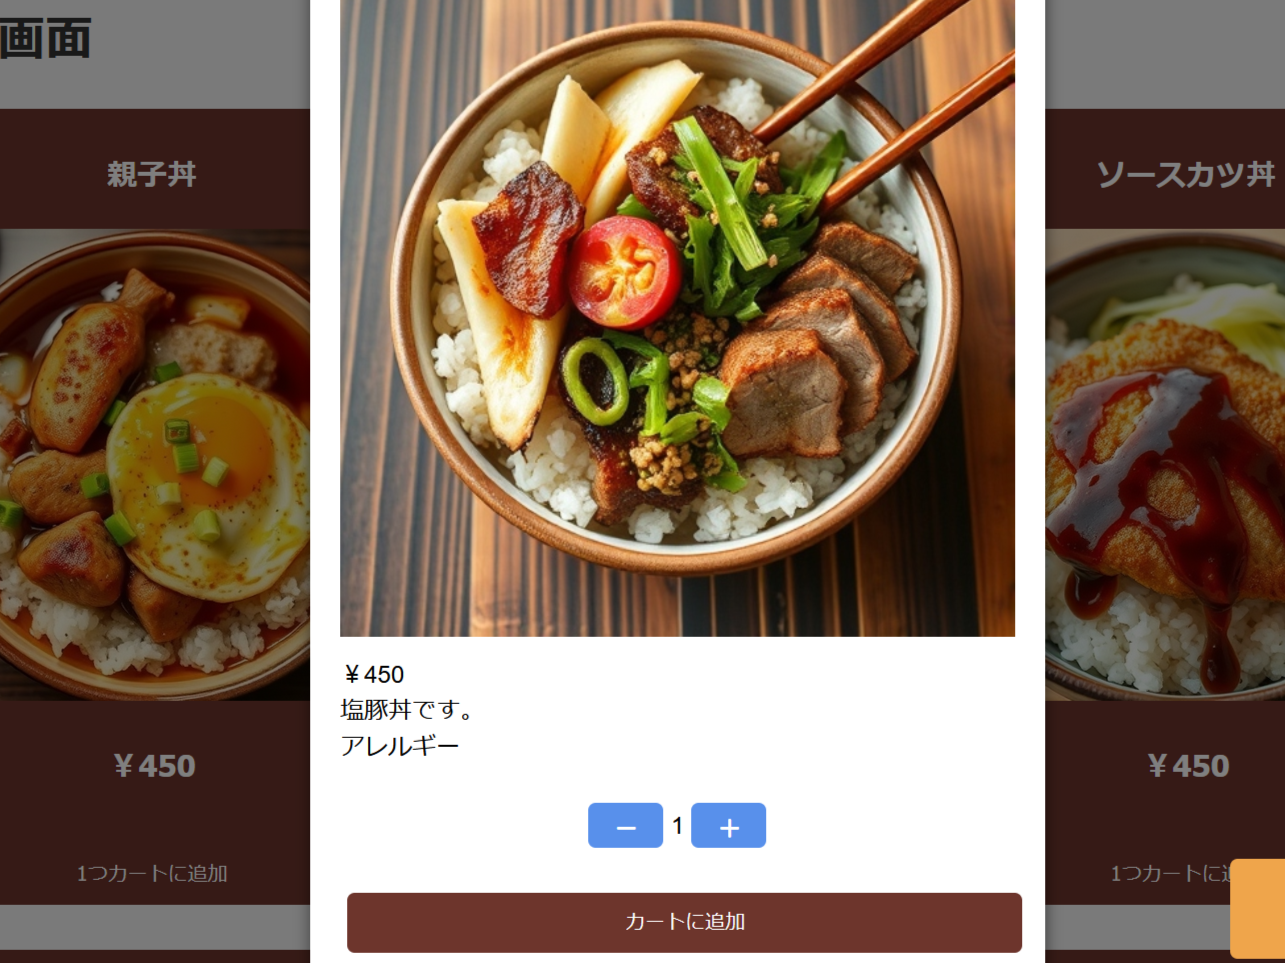 画面
親子丼
ソースカツ丼
￥450
塩豚丼です。
アレルギー
－ 1 ＋
カートに追加
￥450
1つカートに追加
￥450
1つカートに